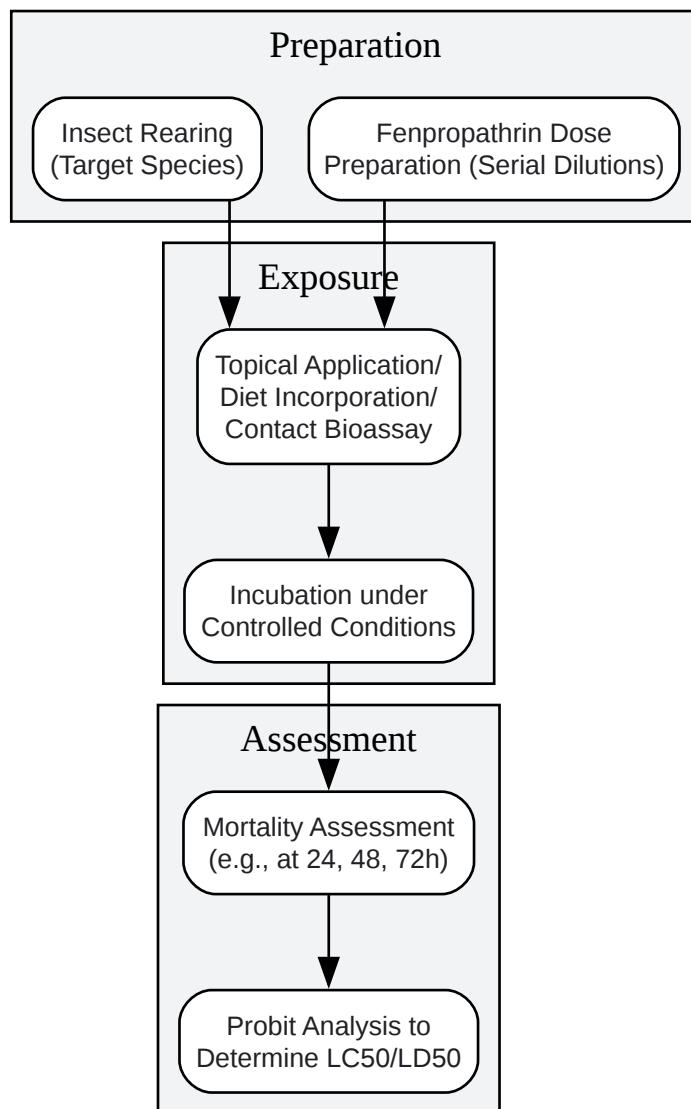 Preparation
Insect Rearing
(Target Species)
Fenpropathrin Dose
Preparation (Serial Dilutions)
Exposure
Topical Application/
Diet Incorporation/
Contact Bioassay
Incubation under
Controlled Conditions
Assessment
Mortality Assessment
(e.g., at 24, 48, 72h)
Probit Analysis to
Determine LC50/LD50